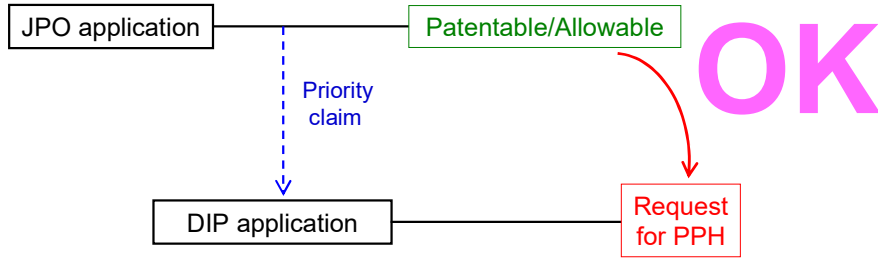 JPO application
Patentable/Allowable
OK
Priority
claim
DIP application
Request
for PPH